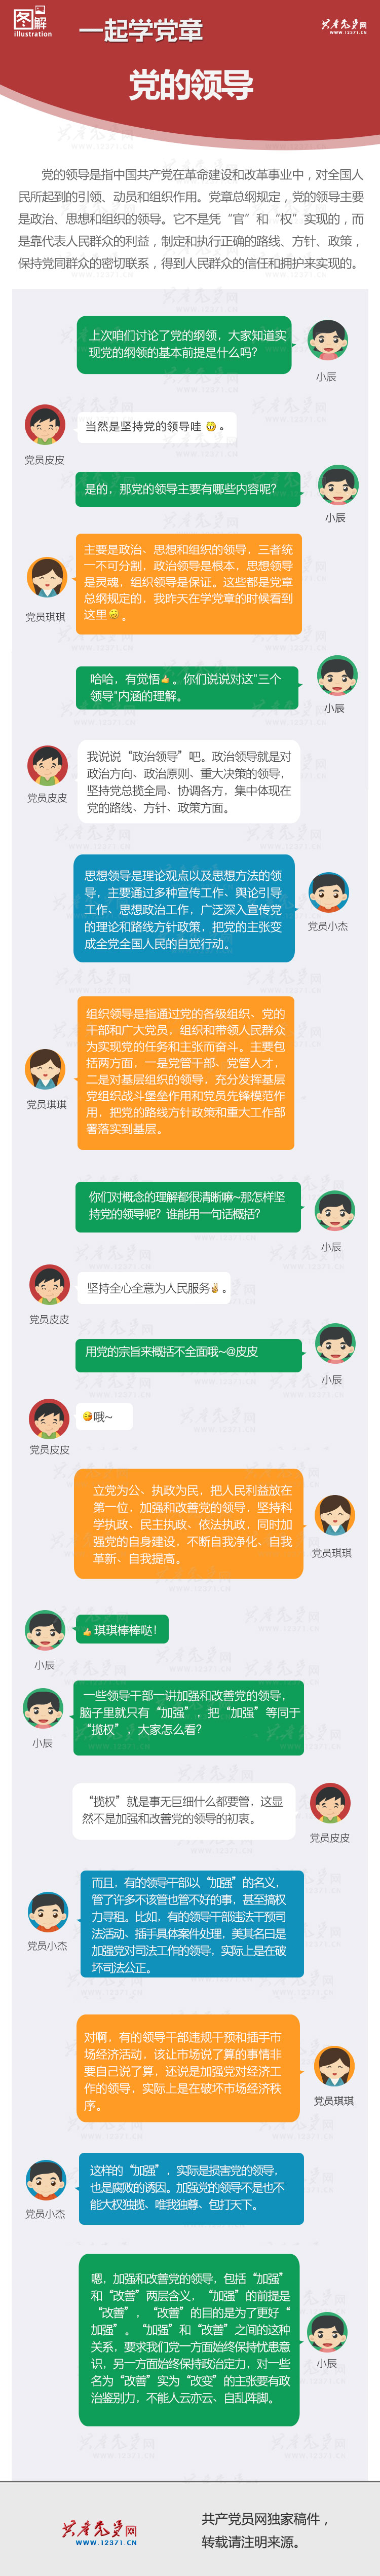 图解
illustration
一起学党章
共产党员网
WWW.12371.CN
党的领导
党的领导是指中国共产党在革命建设和改革事业中，对全国人
民所起到的引领、动员和组织作用。党章总纲规定，党的领导主要
是政治、思想和组织的领导。它不是凭“官”和“权”实现的，而
是靠代表人民群众的利益，制定和执行正确的路线、方针、政策，
保持党同群众的密切联系，得到人民群众的信任和拥护来实现的。
上次咱们讨论了党的纲领，大家知道实
现党的纲领的基本前提是什么吗？
小辰
当然是坚持党的领导哇😁。
党员皮皮
是的，那党的领导主要有哪些内容呢？
小辰
主要是政治、思想和组织的领导，三者统
一不可分割，政治领导是根本，思想领导
是灵魂，组织领导是保证。这些都是党章
总纲规定的，我昨天在学党章的时候看到
这里🤭。
党员琪琪
哈哈，有觉悟👍。你们说说对这“三个
领导”内涵的理解。
小辰
我说说“政治领导”吧。政治领导就是对
政治方向、政治原则、重大决策的领导，
坚持党总揽全局、协调各方，集中体现在
党的路线、方针、政策方面。
党员皮皮
思想领导是理论观点以及思想方法的领
导，主要通过多种宣传工作、舆论引导
工作、思想政治工作，广泛深入宣传党
的理论和路线方针政策，把党的主张变
成全党全国人民的自觉行动。
党员小杰
组织领导是指通过党的各级组织、党的
干部和广大党员，组织和带领人民群众
为实现党的任务和主张而奋斗。主要包
括两方面，一是党管干部、党管人才，
二是对基层组织的领导，充分发挥基层
党组织战斗堡垒作用和党员先锋模范作
用，把党的路线方针政策和重大工作部
署落实到基层。
党员琪琪
你们对概念的理解都很清晰嘛~那怎样坚
持党的领导呢？谁能用一句话概括？
小辰
坚持全心全意为人民服务✌。
党员皮皮
用党的宗旨来概括不全面哦~@皮皮
小辰
😅哦~
党员皮皮
立党为公、执政为民，把人民利益放在
第一位，加强和改善党的领导，坚持科
学执政、民主执政、依法执政，同时加
强党的自身建设，不断自我净化、自我
革新、自我提高。
党员琪琪
👍琪琪棒棒哒！
小辰
一些领导干部一讲加强和改善党的领导，
脑子里就只有“加强”，把“加强”等同于
“揽权”，大家怎么看？
小辰
“揽权”就是事无巨细什么都要管，这显
然不是加强和改善党的领导的初衷。
党员皮皮
而且，有的领导干部以“加强”的名义，
管了许多不该管也管不好的事，甚至搞权
力寻租。比如，有的领导干部违法干预司
法活动、插手具体案件处理，美其名曰是
加强党对司法工作的领导，实际上是在破
坏司法公正。
党员小杰
对啊，有的领导干部违规干预和插手市
场经济活动，该让市场说了算的事情非
要自己说了算，还说是加强党对经济工
作的领导，实际上是在破坏市场经济秩
序。
党员琪琪
这样的“加强”，实际是损害党的领导，
也是腐败的诱因。加强党的领导不是也不
能大权独揽、唯我独尊、包打天下。
党员小杰
嗯，加强和改善党的领导，包括“加强”
和“改善”两层含义，“加强”的前提是
“改善”，“改善”的目的是为了更好“
加强”。“加强”和“改善”之间的这种
关系，要求我们党一方面始终保持忧患意
识，另一方面始终保持政治定力，对一些
名为“改善”实为“改变”的主张要有政
治鉴别力，不能人云亦云、自乱阵脚。
小辰
共产党员网
WWW.12371.CN
共产党员网独家稿件，
转载请注明来源。